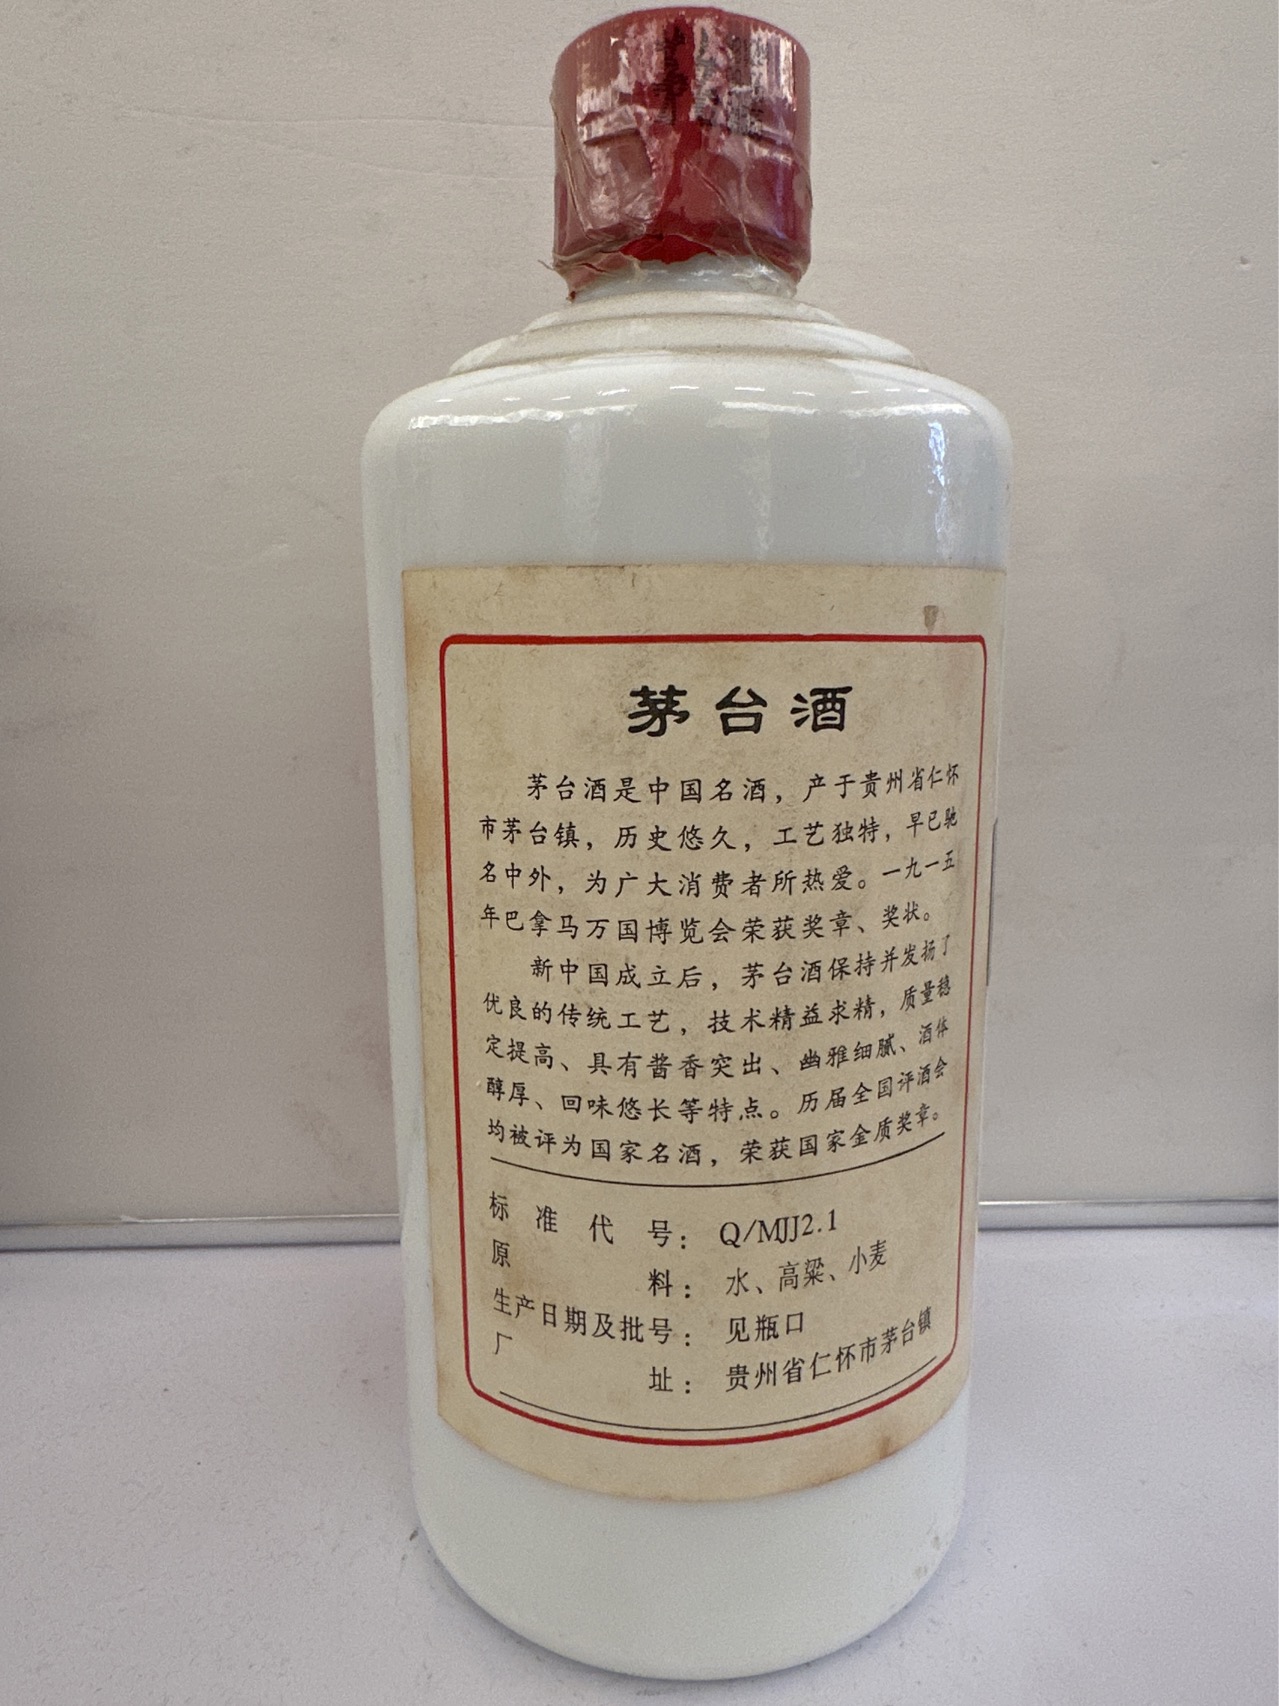 茅台酒
茅台酒是中国名酒，产于贵州省仁怀
市茅台镇，历史悠久，工艺独特，早已驰
名中外，为广大消费者所热爱。一九一五
年巴拿马万国博览会荣获奖章、奖状。
新中国成立后，茅台酒保持并发扬了
优良的传统工艺，技术精益求精，质量稳
定提高、具有酱香突出、幽雅细腻、酒体
醇厚、回味悠长等特点。历届全国评酒会
均被评为国家名酒，荣获国家金质奖章。
标准代号：Q/MJJ2.1
原料：水、高粱、小麦
生产日期及批号：见瓶口
厂址：贵州省仁怀市茅台镇